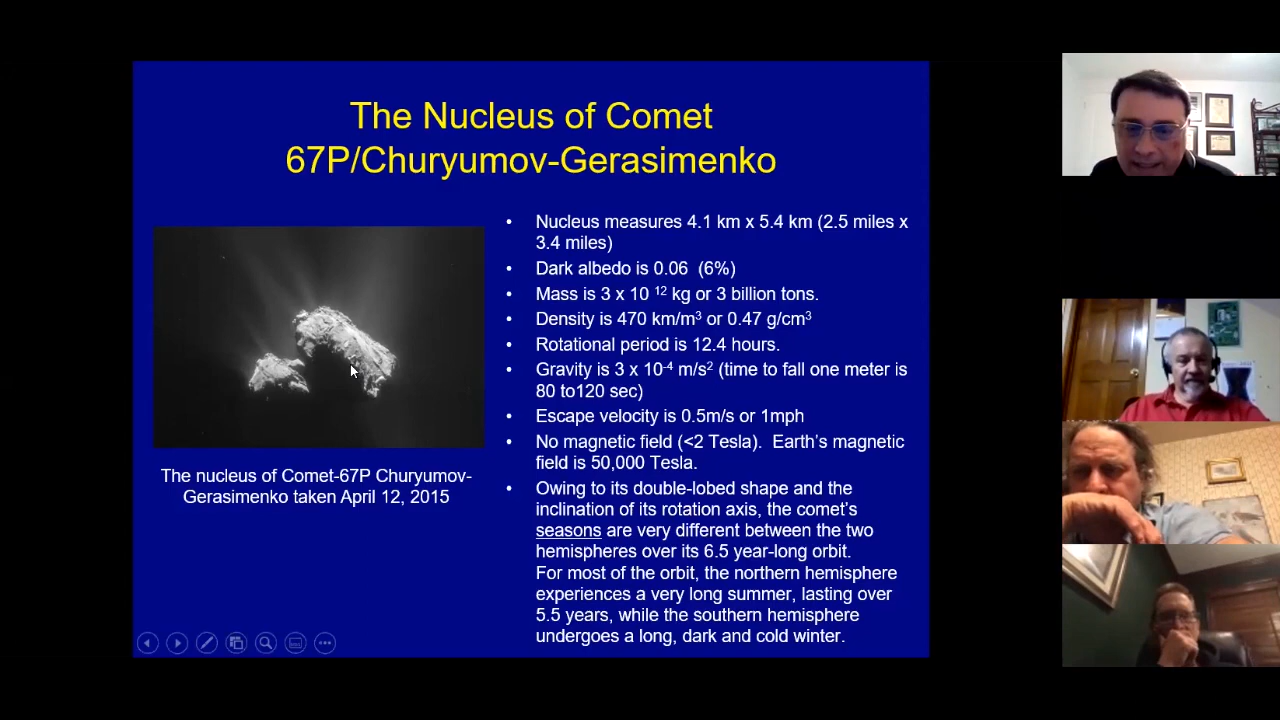 The Nucleus of Comet
67P/Churyumov-Gerasimenko
The nucleus of Comet-67P Churyumov-
Gerasimenko taken April 12, 2015
• Nucleus measures 4.1 km x 5.4 km (2.5 miles x
3.4 miles)
• Dark albedo is 0.06 (6%)
• Mass is 3 x 10 ¹² kg or 3 billion tons.
• Density is 470 km/m³ or 0.47 g/cm³
• Rotational period is 12.4 hours.
• Gravity is 3 x 10⁻⁴ m/s² (time to fall one meter is
80 to120 sec)
• Escape velocity is 0.5m/s or 1mph
• No magnetic field (<2 Tesla). Earth's magnetic
field is 50,000 Tesla.
• Owing to its double-lobed shape and the
inclination of its rotation axis, the comet's
seasons are very different between the two
hemispheres over its 6.5 year-long orbit.
For most of the orbit, the northern hemisphere
experiences a very long summer, lasting over
5.5 years, while the southern hemisphere
undergoes a long, dark and cold winter.